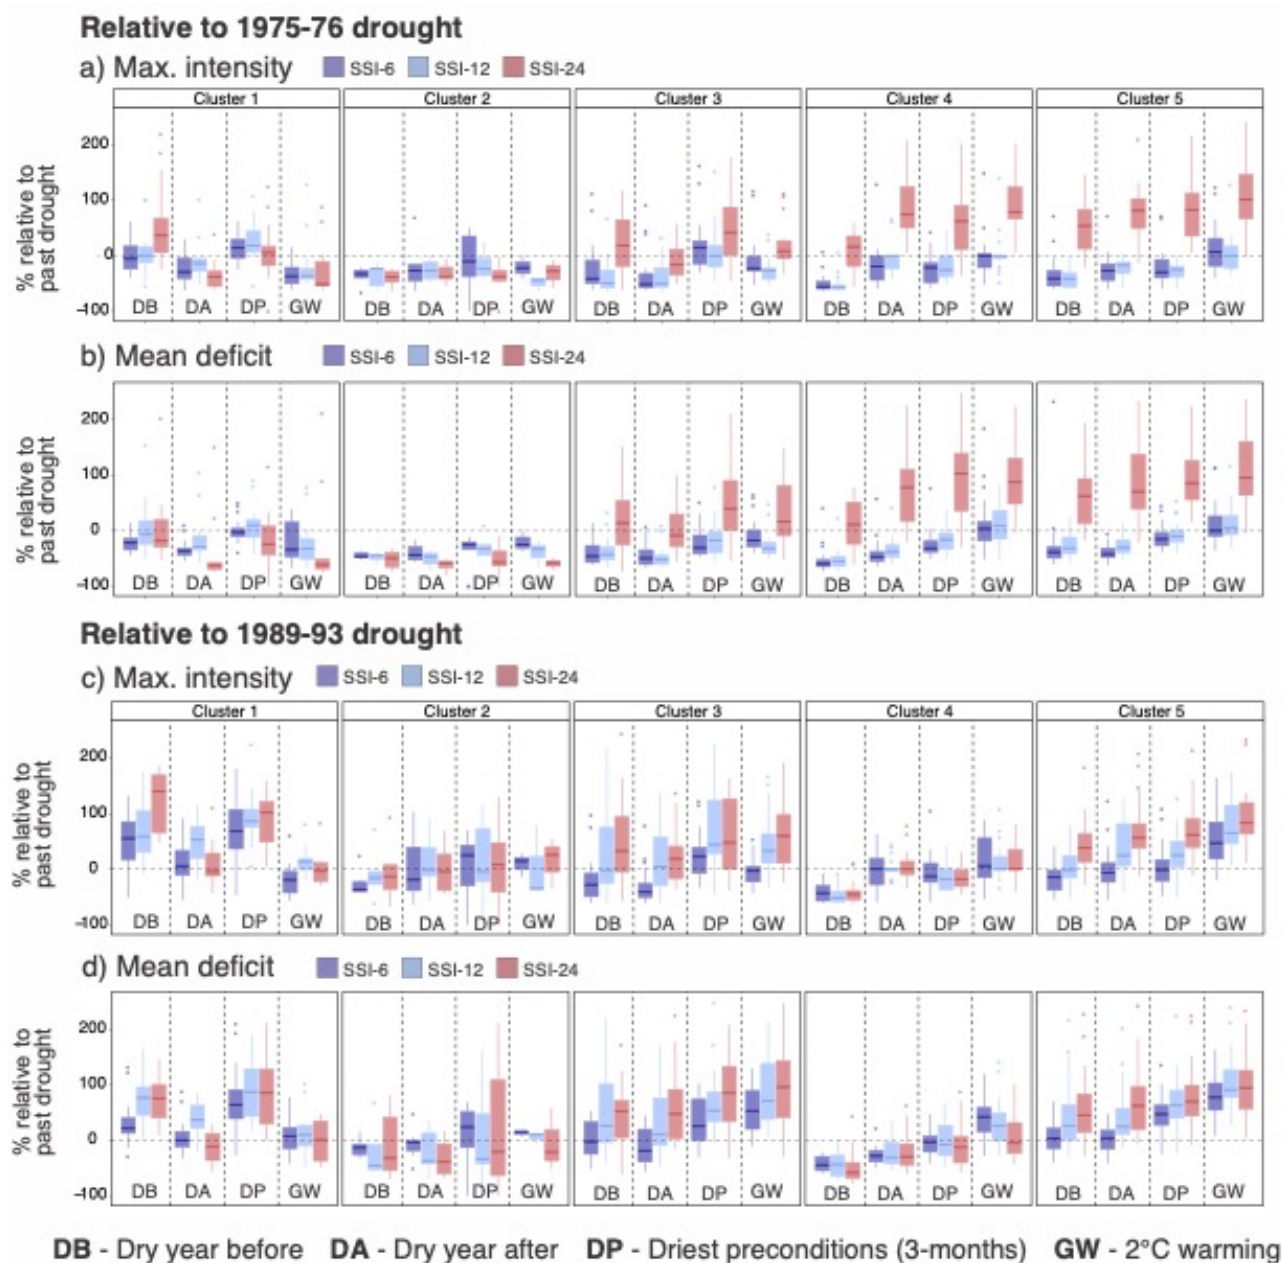 Relative to 1975-76 drought
a) Max. intensity SSI-6 SSI-12 SSI-24
Cluster 1 Cluster 2 Cluster 3 Cluster 4 Cluster 5
% relative to
past drought
200
100
0
-100
DB DA DP GW DB DA DP GW DB DA DP GW DB DA DP GW DB DA DP GW
b) Mean deficit SSI-6 SSI-12 SSI-24
% relative to
past drought
200
100
0
-100
DB DA DP GW DB DA DP GW DB DA DP GW DB DA DP GW DB DA DP GW
Relative to 1989-93 drought
c) Max. intensity SSI-6 SSI-12 SSI-24
Cluster 1 Cluster 2 Cluster 3 Cluster 4 Cluster 5
% relative to
past drought
200
100
0
-100
DB DA DP GW DB DA DP GW DB DA DP GW DB DA DP GW DB DA DP GW
d) Mean deficit SSI-6 SSI-12 SSI-24
% relative to
past drought
200
100
0
-100
DB DA DP GW DB DA DP GW DB DA DP GW DB DA DP GW DB DA DP GW
DB - Dry year before DA - Dry year after DP - Driest preconditions (3-months) GW - 2°C warming